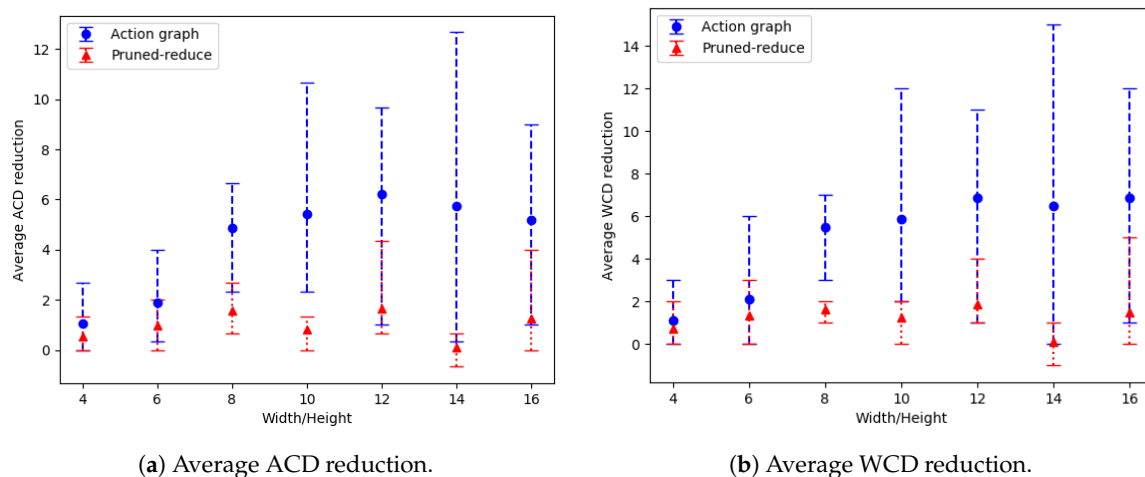 Action graph
Pruned-reduce
12
10
8
6
4
2
0
Average ACD reduction
4 6 8 10 12 14 16
Width/Height
(a) Average ACD reduction.
Action graph
Pruned-reduce
14
12
10
8
6
4
2
0
Average WCD reduction
4 6 8 10 12 14 16
Width/Height
(b) Average WCD reduction.